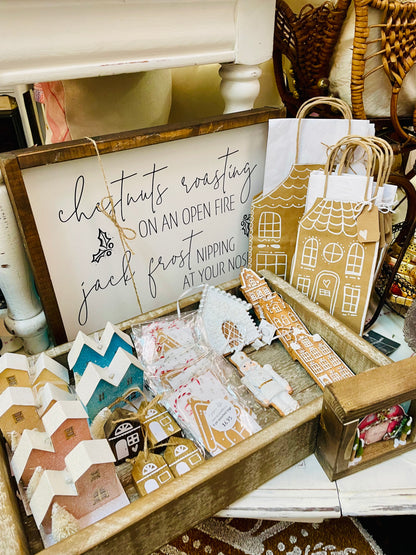 chestnuts roasting
ON AN OPEN FIRE
jack frost NIPPING
AT YOUR NOSE